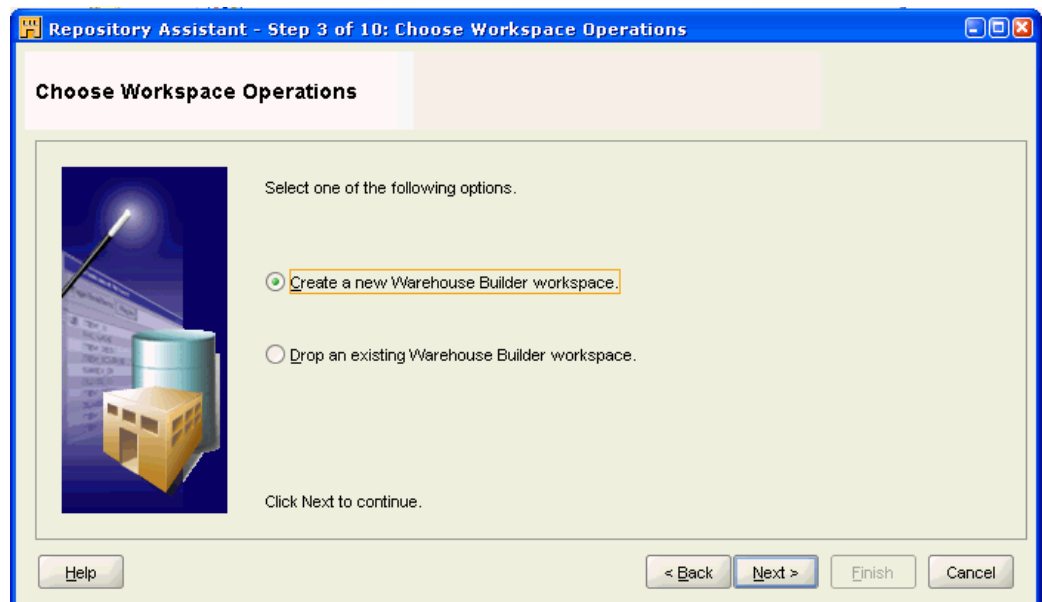 Repository Assistant - Step 3 of 10: Choose Workspace Operations
Choose Workspace Operations
Select one of the following options.
Create a new Warehouse Builder workspace.
Drop an existing Warehouse Builder workspace.
Click Next to continue.
Help
< Back
Next >
Finish
Cancel